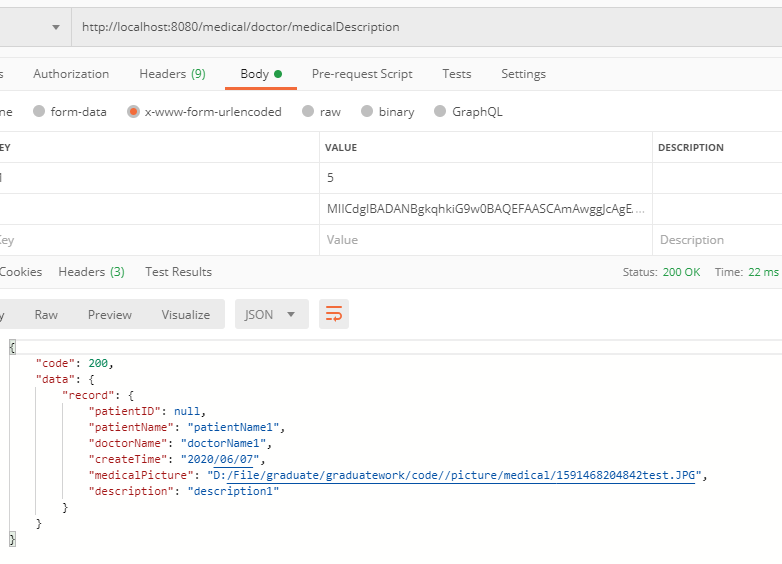 http://localhost:8080/medical/doctor/medicalDescription
s Authorization Headers (9) Body Pre-request Script Tests Settings
ne form-data x-www-form-urlencoded raw binary GraphQL
EY VALUE DESCRIPTION
5
MIICdgIBADANBgkqhkiG9w0BAQEFAASCAmAwggJcAgEA...
Key Value Description
Cookies Headers (3) Test Results Status: 200 OK Time: 22 ms
y Raw Preview Visualize JSON
{
"code": 200,
"data": {
"record": {
"patientID": null,
"patientName": "patientName1",
"doctorName": "doctorName1",
"createTime": "2020/06/07",
"medicalPicture": "D:/File/graduate/graduatework/code//picture/medical/1591468204842test.JPG",
"description": "description1"
}
}
}